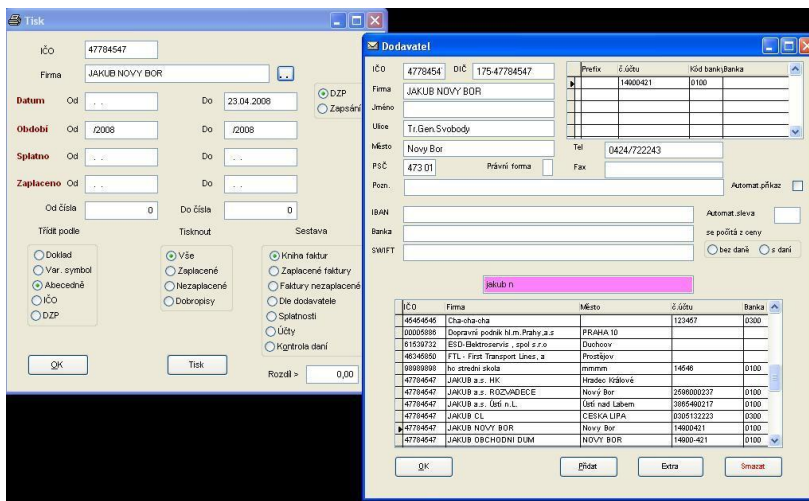 Tisk
IČO 47784547
Firma JAKUB NOVY BOR ..
Datum Od . . Do 23.04.2008
DZP
Zapsání
Období Od /2008 Do /2008
Splatno Od . . Do . .
Zaplaceno Od . . Do . .
Od čísla 0 Do čísla 0
Třídit podle Tisknout Sestava
Doklad
Var. symbol
Abecedně
IČO
DZP
Vše
Zaplacené
Nezaplacené
Dobropisy
Kniha faktur
Zaplacené faktury
Faktury nezaplacené
Dle dodavatele
Splatnosti
Účty
Kontrola daní
OK Tisk
Rozdíl > 0,00
Dodavatel
IČO 4778454 DIČ 175-47784547
Firma JAKUB NOVY BOR
Jméno
Ulice Tr.Gen.Svobody
Město Novy Bor
PSČ 473 01 Právní forma
Pozn. Automat.příkaz
Prefix č.účtu Kód banky Banka
14900421 0100
Tel 0424/722243
Fax
IBAN
Banka
SWIFT
Automat.sleva
se počítá z ceny
bez daně s daní
jakub n
IČO Firma Město č.účtu Banka
45454545 Cha-cha-cha 123457 0300
00005886 Dopravní podnik hl.m.Prahy,a.s PRAHA 10
61539732 ESD-Elektroservis , spol s.r.o Duchcov
46345850 FTL - First Transport Lines, a Prostějov
98989898 ho stredni skola mmmm 14546 0100
47784547 JAKUB a.s. HK Hradec Králové
47784547 JAKUB a.s. ROZVADECE Nový Bor 2596000237 0100
47784547 JAKUB a.s. Ústí n.L. Ústí nad Labem 3865490217 0100
47784547 JAKUB CL CESKA LIPA 0305132223 0300
47784547 JAKUB NOVY BOR Novy Bor 14900421 0100
47784547 JAKUB OBCHODNI DUM NOVY BOR 14900-421 0100
OK Přidat Extra Smazat